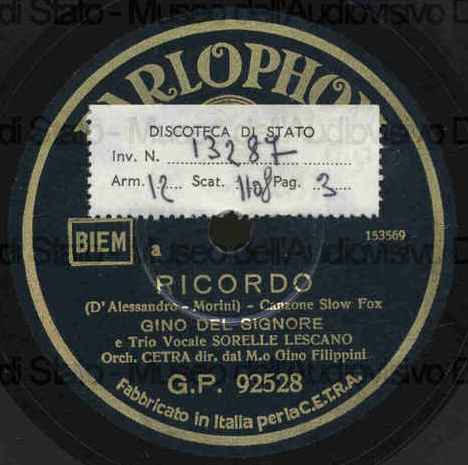 di Stato - Museo dell'Audiovisivo D
PARLOPHON
DISCOTECA DI STATO
Inv. N. 13287
Arm. 12 Scat. 1108 Pag. 3
153569
BIEM a
RICORDO
(D'Alessandro - Morini) - Canzone Slow Fox
GINO DEL SIGNORE
e Trio Vocale SORELLE LESCANO
Orch. CETRA dir. dal M.o Gino Filippini
G.P. 92528
Fabbricato in Italia per la C.E.T.R.A.